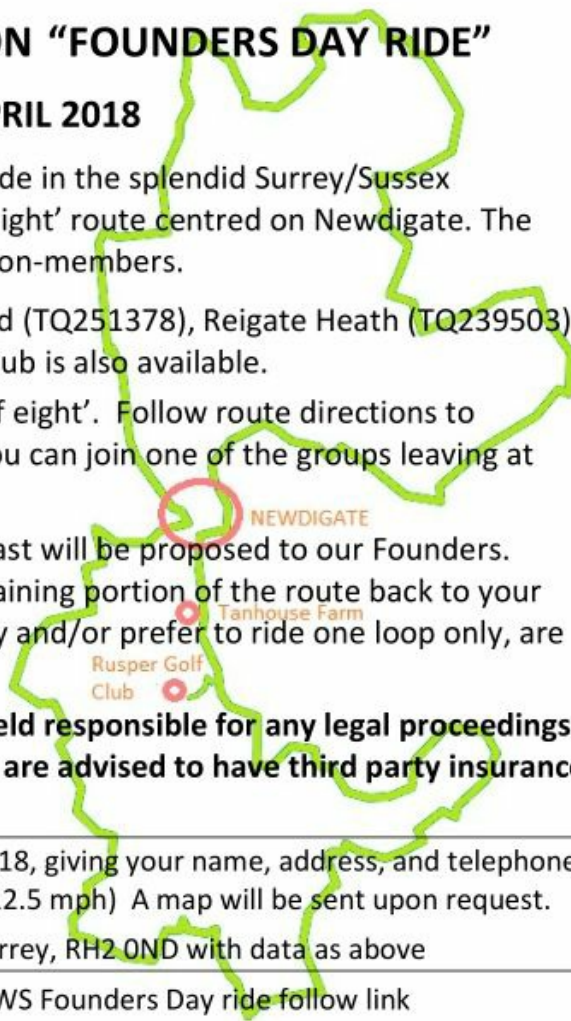 ON “FOUNDERS DAY RIDE”
PRIL 2018
de in the splendid Surrey/Sussex
ight’ route centred on Newdigate. The
on-members.
d (TQ251378), Reigate Heath (TQ239503)
ub is also available.
f eight’. Follow route directions to
ou can join one of the groups leaving at
NEWDIGATE
ast will be proposed to our Founders.
aining portion of the route back to your
Tanhouse Farm
y and/or prefer to ride one loop only, are
Rusper Golf
Club
eld responsible for any legal proceedings
are advised to have third party insurance
18, giving your name, address, and telephone
2.5 mph) A map will be sent upon request.
rrey, RH2 0ND with data as above
WS Founders Day ride follow link